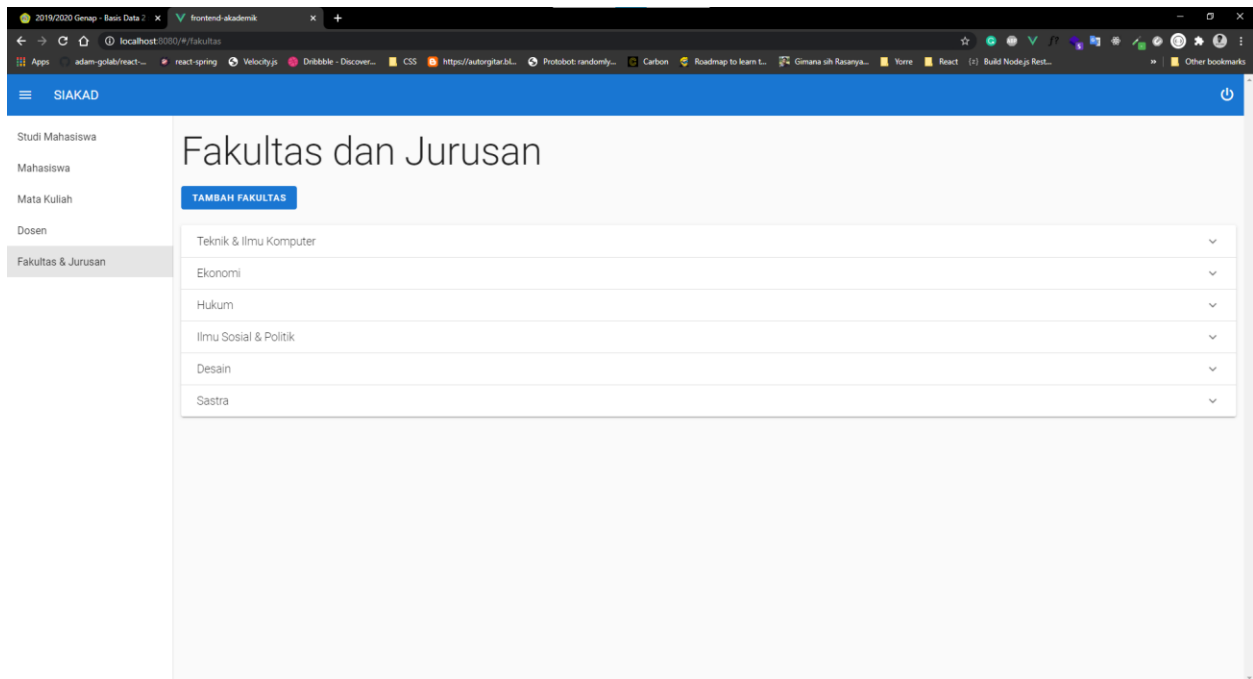 2019/2020 Genap - Basis Data 2
frontend-akademik
localhost:8080/#/fakultas
Apps adam-golab/react-... react-spring Velocity.js Dribbble - Discover... CSS https://autorgitar.bl... Protobot: randomly... Carbon Roadmap to learn t... Gimana sih Rasanya... Yorre React Build Node.js Rest... » Other bookmarks
SIAKAD
Studi Mahasiswa
Mahasiswa
Mata Kuliah
Dosen
Fakultas & Jurusan
Fakultas dan Jurusan
TAMBAH FAKULTAS
Teknik & Ilmu Komputer
Ekonomi
Hukum
Ilmu Sosial & Politik
Desain
Sastra